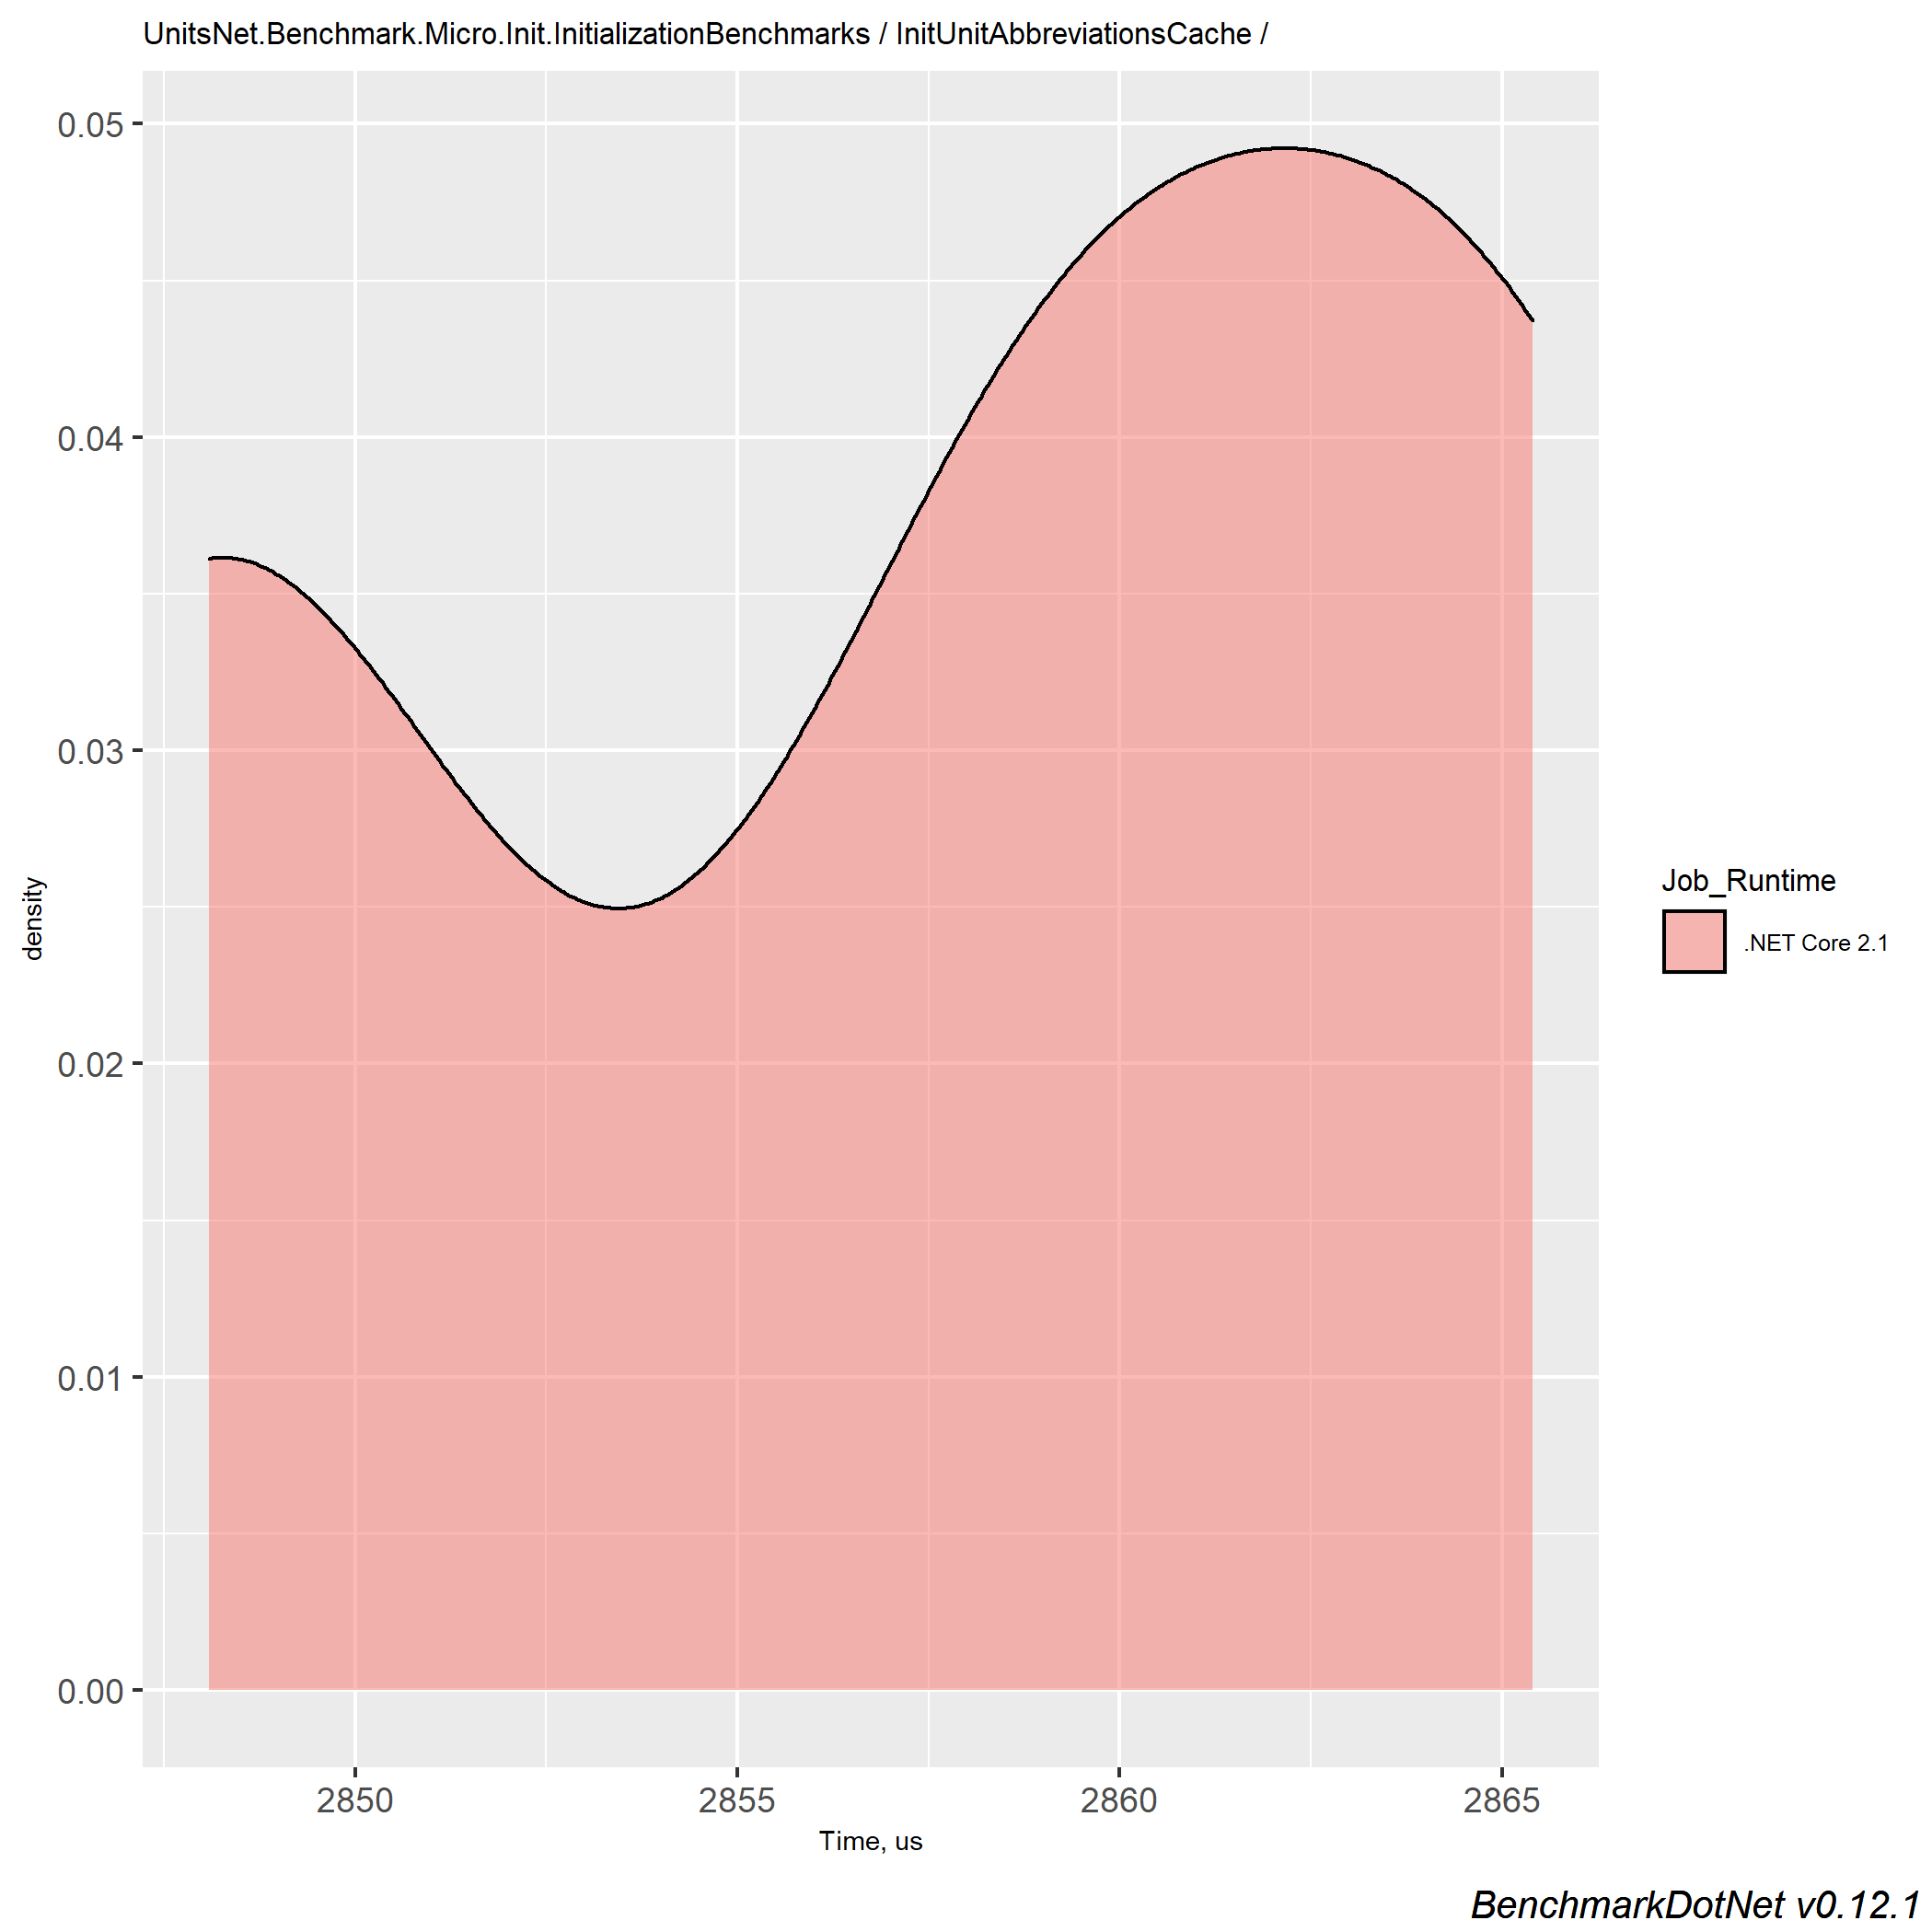 UnitsNet.Benchmark.Micro.Init.InitializationBenchmarks / InitUnitAbbreviationsCache /
0.05
0.04
0.03
0.02
0.01
0.00
density
2850 2855 2860 2865
Time, us
Job_Runtime
.NET Core 2.1
BenchmarkDotNet v0.12.1